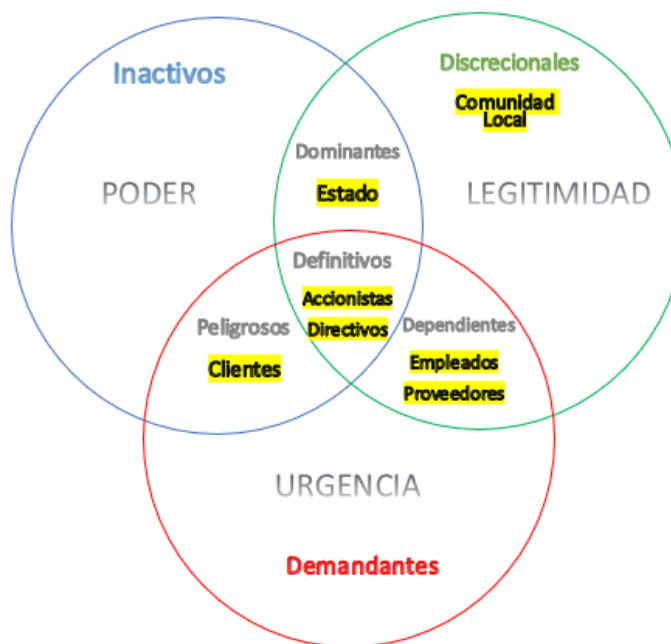 Inactivos
Discrecionales
Comunidad
Local
Dominantes
PODER
Estado
LEGITIMIDAD
Definitivos
Accionistas
Directivos
Peligrosos
Clientes
Dependientes
Empleados
Proveedores
URGENCIA
Demandantes